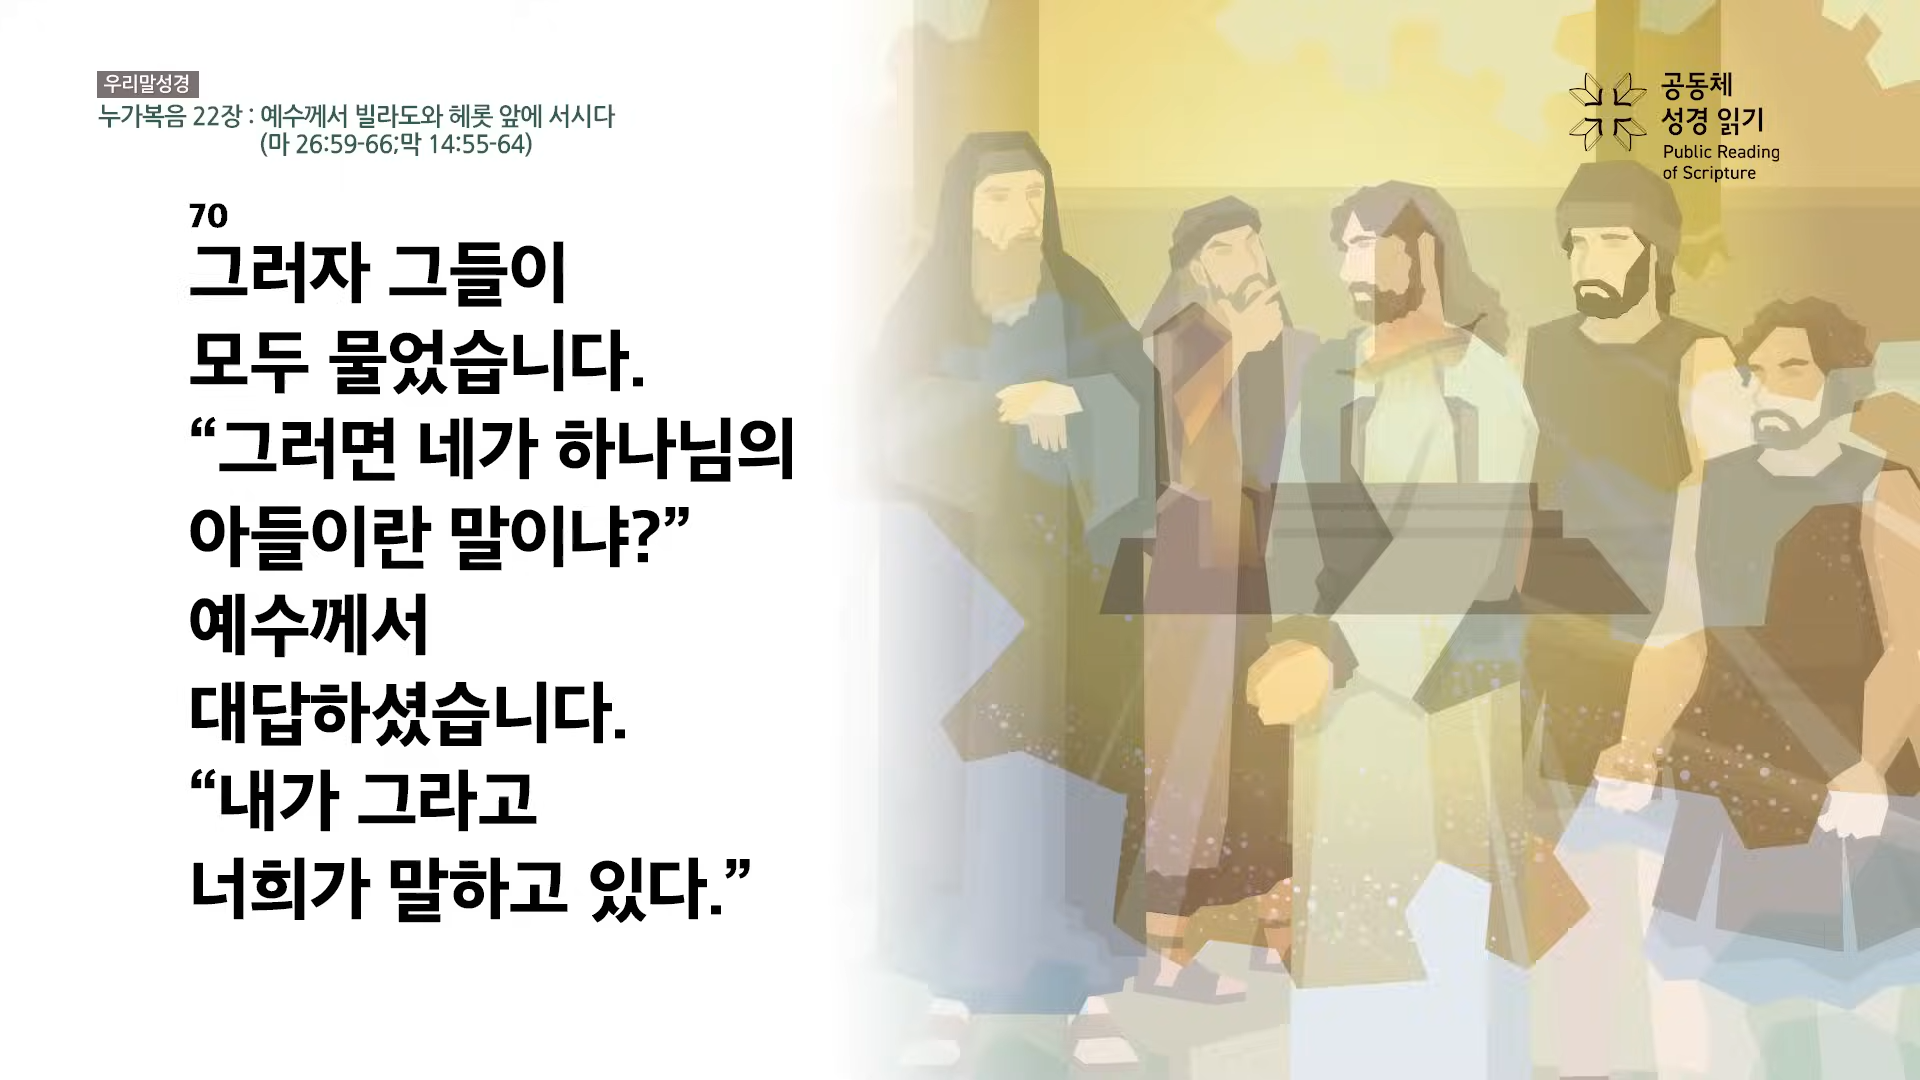 우리말성경
누가복음 22장 : 예수께서 빌라도와 헤롯 앞에 서시다
(마 26:59-66;막 14:55-64)
공동체
성경 읽기
Public Reading
of Scripture
70
그러자 그들이
모두 물었습니다.
“그러면 네가 하나님의
아들이란 말이냐?”
예수께서
대답하셨습니다.
“내가 그라고
너희가 말하고 있다.”